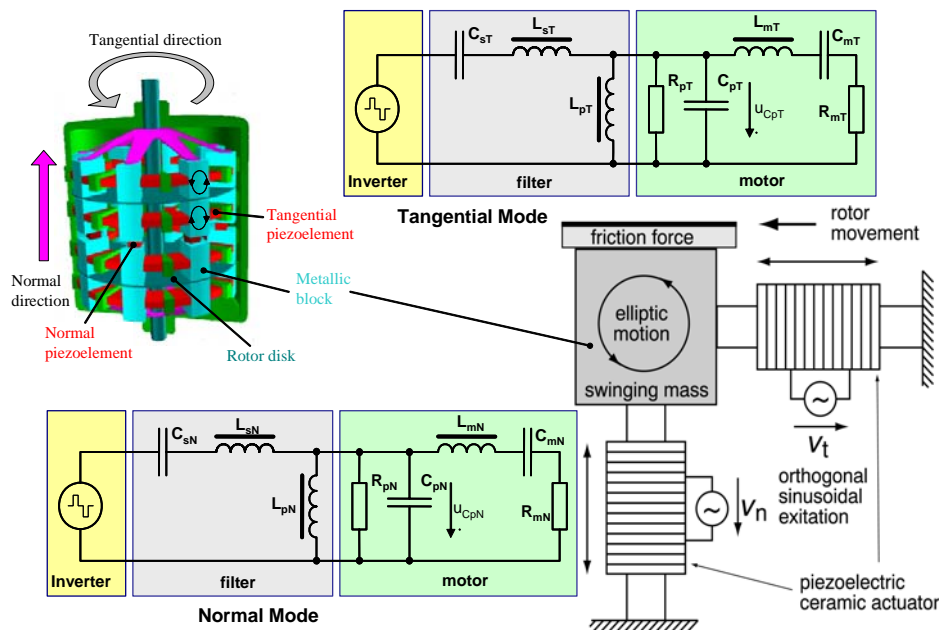 Tangential direction
Normal direction
Normal piezoelement
Rotor disk
Tangential piezoelement
Metallic block
C_sT
L_sT
L_pT
R_pT
C_pT
u_CpT
L_mT
C_mT
R_mT
Inverter
filter
motor
Tangential Mode
friction force
rotor movement
elliptic motion
swinging mass
~
V_t
orthogonal sinusoidal exitation
~
V_n
piezoelectric ceramic actuator
C_sN
L_sN
L_pN
R_pN
C_pN
u_CpN
L_mN
C_mN
R_mN
Inverter
filter
motor
Normal Mode